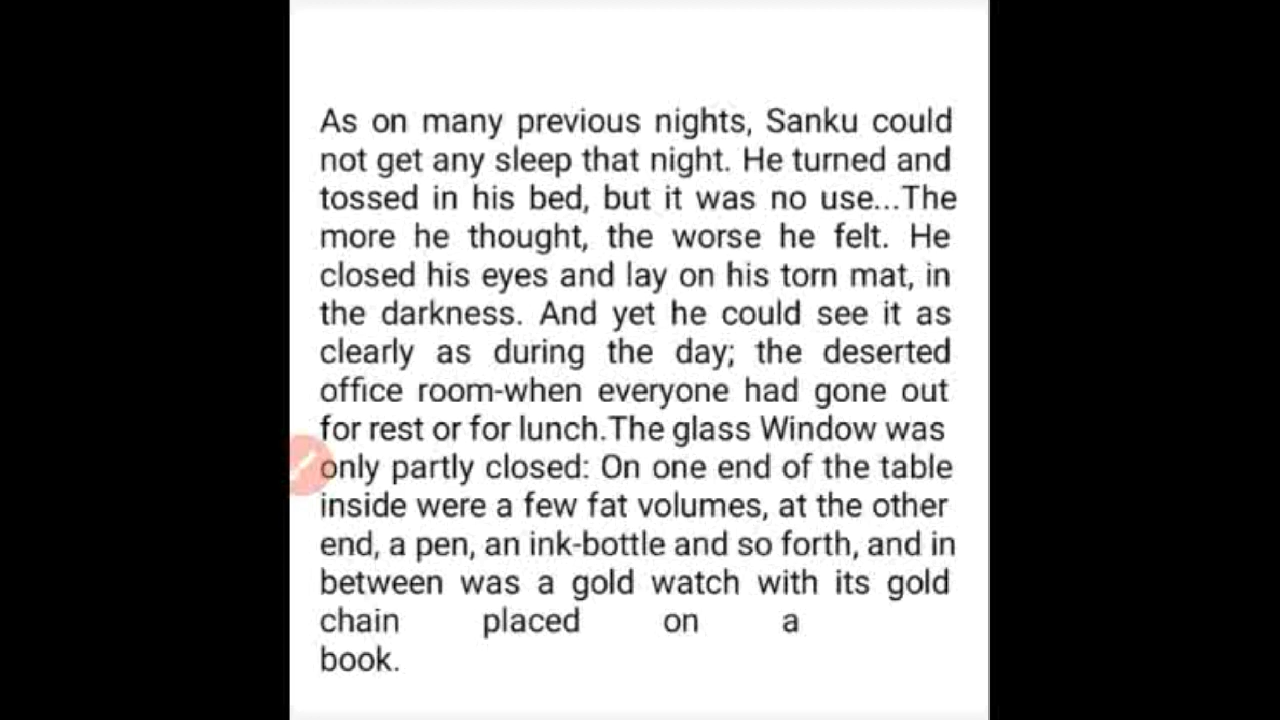 As on many previous nights, Sanku could
not get any sleep that night. He turned and
tossed in his bed, but it was no use...The
more he thought, the worse he felt. He
closed his eyes and lay on his torn mat, in
the darkness. And yet he could see it as
clearly as during the day; the deserted
office room-when everyone had gone out
for rest or for lunch.The glass Window was
only partly closed: On one end of the table
inside were a few fat volumes, at the other
end, a pen, an ink-bottle and so forth, and in
between was a gold watch with its gold
chain placed on a
book.